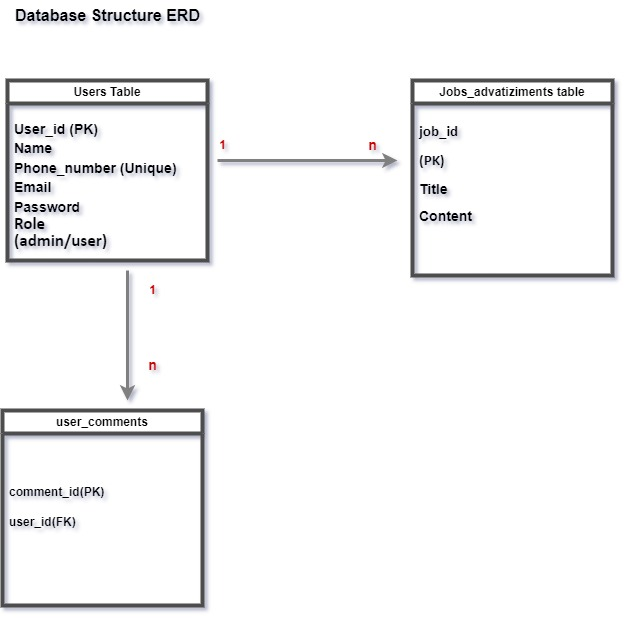 Database Structure ERD
Users Table
User_id (PK)
Name
Phone_number (Unique)
Email
Password
Role
(admin/user)
1
n
Jobs_advatiziments table
job_id
(PK)
Title
Content
1
n
user_comments
comment_id(PK)
user_id(FK)